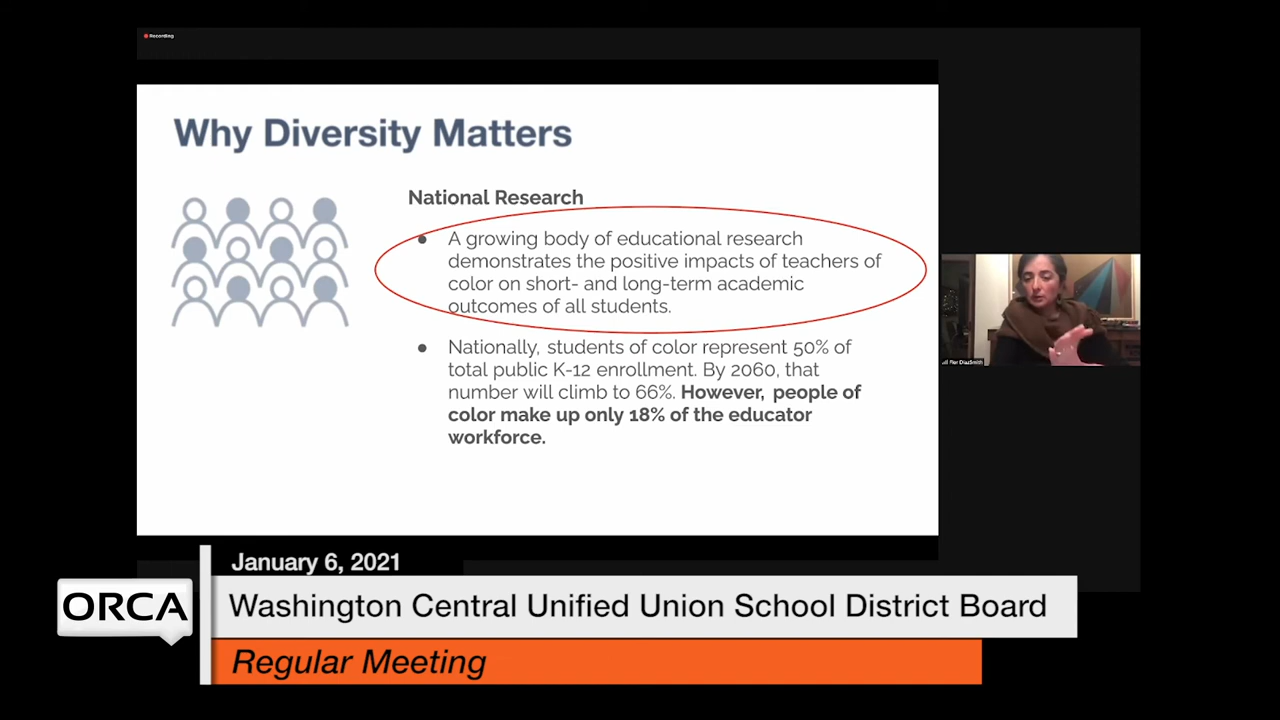 Recording
Why Diversity Matters
National Research
● A growing body of educational research
demonstrates the positive impacts of teachers of
color on short- and long-term academic
outcomes of all students.
● Nationally, students of color represent 50% of
total public K-12 enrollment. By 2060, that
number will climb to 66%. However, people of
color make up only 18% of the educator
workforce.
Flor DiazSmith
January 6, 2021
ORCA
Washington Central Unified Union School District Board
Regular Meeting